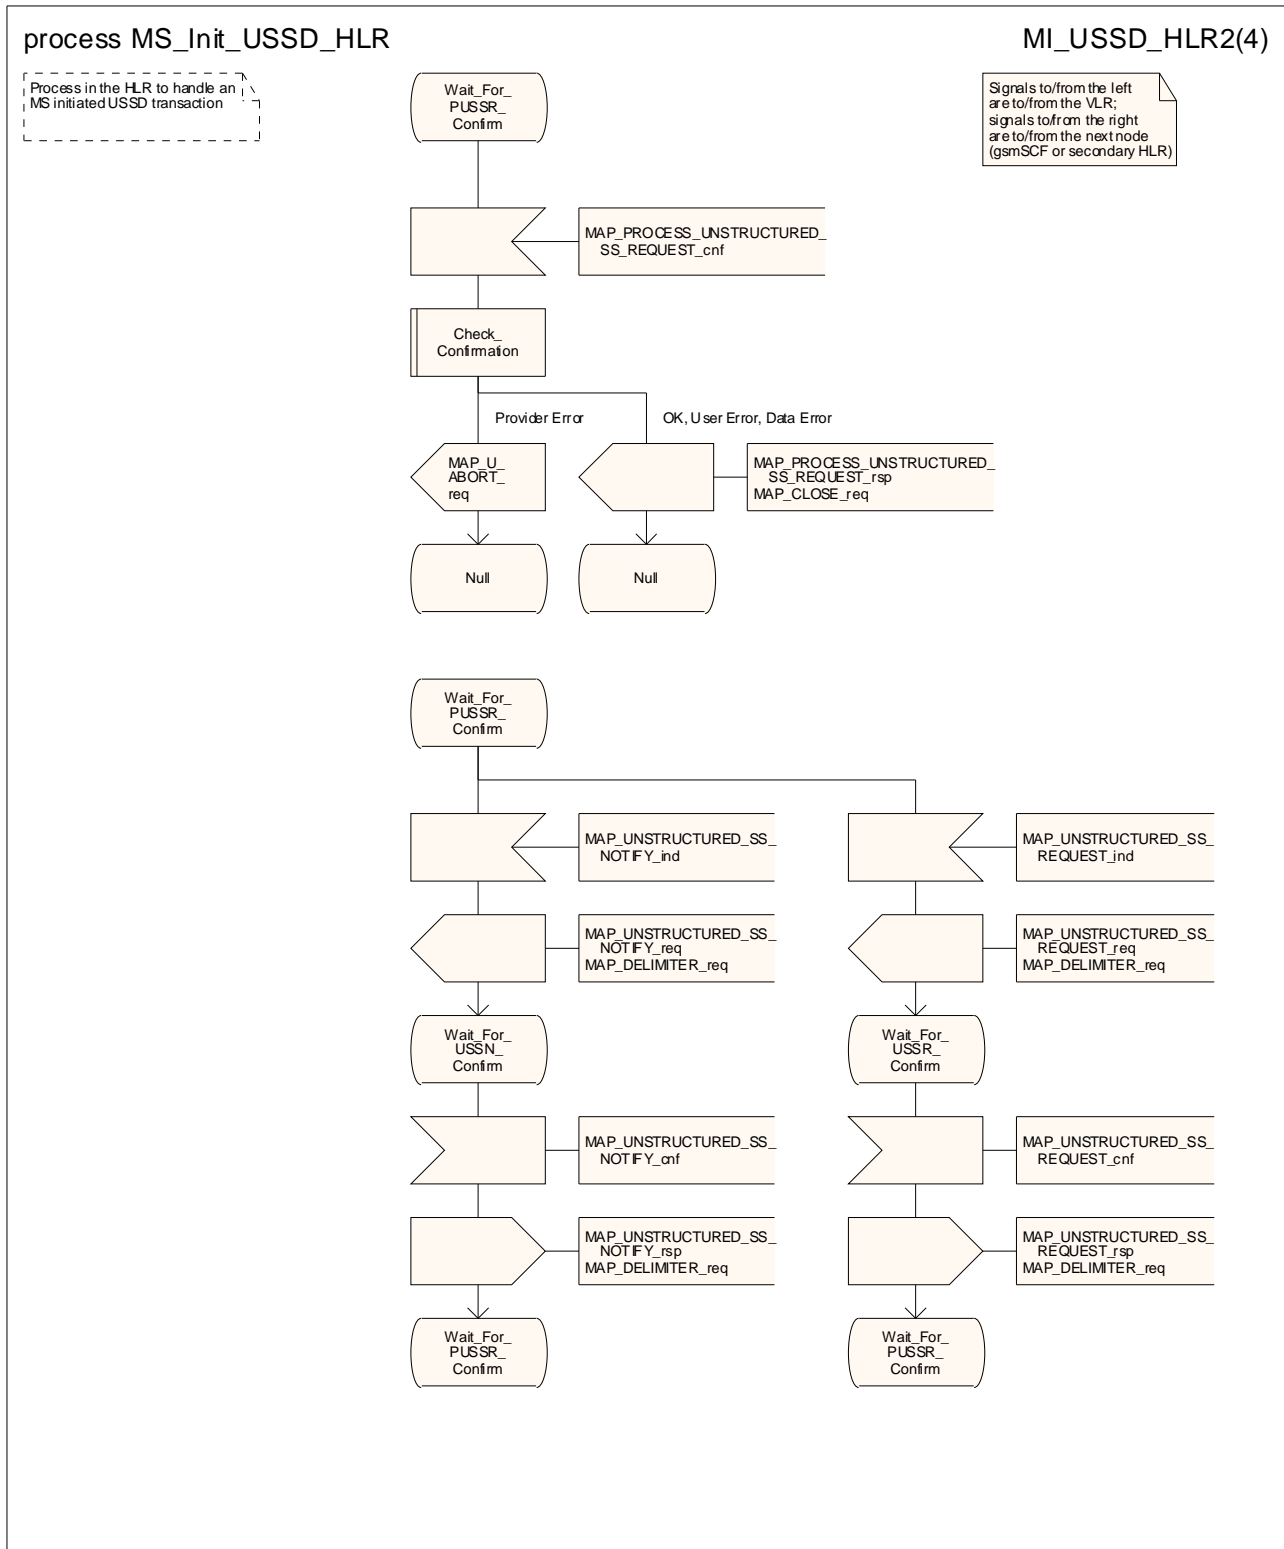 process MS_Init_USSD_HLR
MI_USSD_HLR2(4)
Process in the HLR to handle an
MS initiated USSD transaction
Signals to/from the left
are to/from the VLR;
signals to/from the right
are to/from the next node
(gsmSCF or secondary HLR)
Wait_For_
PUSSR_
Confirm
MAP_PROCESS_UNSTRUCTURED_
SS_REQUEST_cnf
Check_
Confirmation
Provider Error
OK, User Error, Data Error
MAP_U_
ABORT_
req
MAP_PROCESS_UNSTRUCTURED_
SS_REQUEST_rsp
MAP_CLOSE_req
Null
Null
Wait_For_
PUSSR_
Confirm
MAP_UNSTRUCTURED_SS_
NOTIFY_ind
MAP_UNSTRUCTURED_SS_
REQUEST_ind
MAP_UNSTRUCTURED_SS_
NOTIFY_req
MAP_DELIMITER_req
MAP_UNSTRUCTURED_SS_
REQUEST_req
MAP_DELIMITER_req
Wait_For_
USSN_
Confirm
Wait_For_
USSR_
Confirm
MAP_UNSTRUCTURED_SS_
NOTIFY_cnf
MAP_UNSTRUCTURED_SS_
REQUEST_cnf
MAP_UNSTRUCTURED_SS_
NOTIFY_rsp
MAP_DELIMITER_req
MAP_UNSTRUCTURED_SS_
REQUEST_rsp
MAP_DELIMITER_req
Wait_For_
PUSSR_
Confirm
Wait_For_
PUSSR_
Confirm